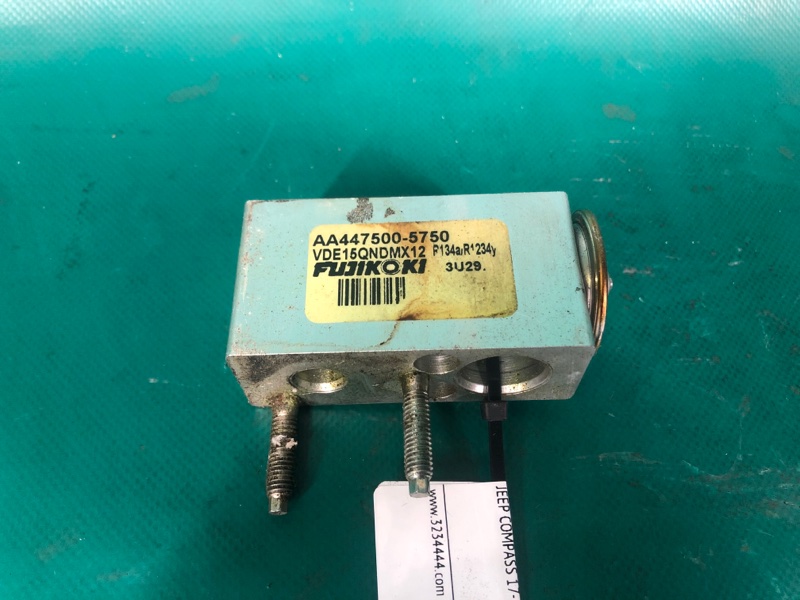 AA447500-5750
VDE15QNDMX12 R134a/R1234y
FUJIKOKI 3U29.
JEEP COMPASS 17-
www.3234444.com